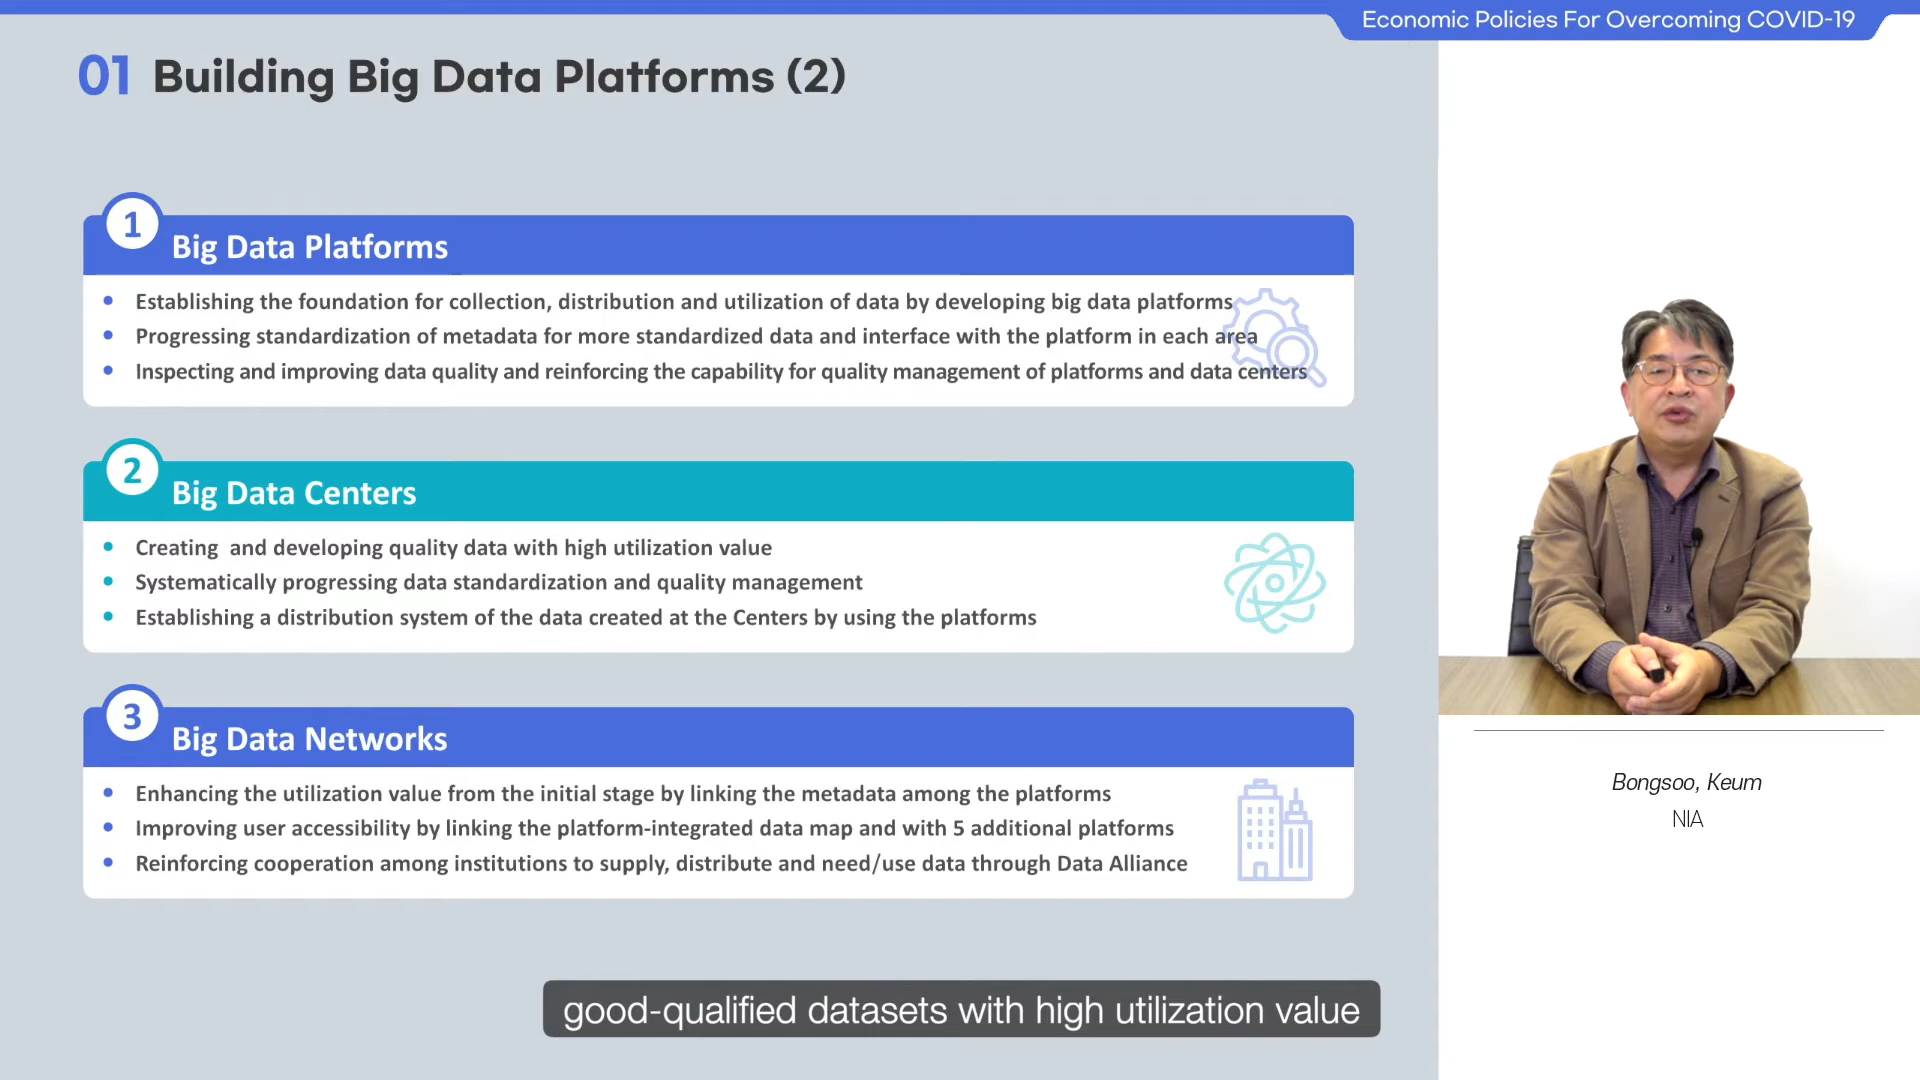 Economic Policies For Overcoming COVID-19
01 Building Big Data Platforms (2)
1
Big Data Platforms
• Establishing the foundation for collection, distribution and utilization of data by developing big data platforms
• Progressing standardization of metadata for more standardized data and interface with the platform in each area
• Inspecting and improving data quality and reinforcing the capability for quality management of platforms and data centers
2
Big Data Centers
• Creating  and developing quality data with high utilization value
• Systematically progressing data standardization and quality management
• Establishing a distribution system of the data created at the Centers by using the platforms
3
Big Data Networks
• Enhancing the utilization value from the initial stage by linking the metadata among the platforms
• Improving user accessibility by linking the platform-integrated data map and with 5 additional platforms
• Reinforcing cooperation among institutions to supply, distribute and need/use data through Data Alliance
Bongsoo, Keum
NIA
good-qualified datasets with high utilization value